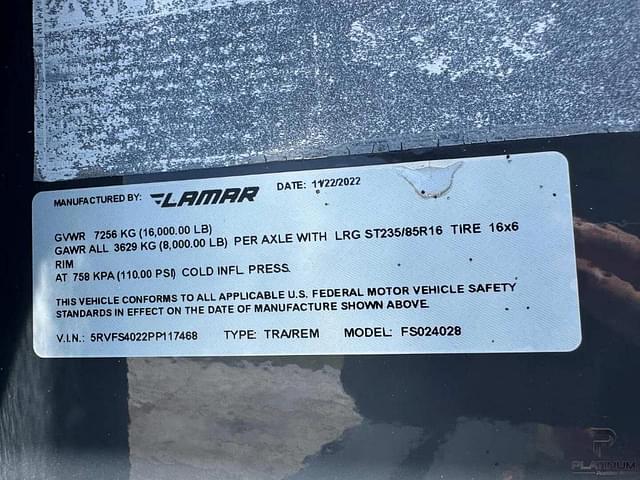 MANUFACTURED BY: LAMAR DATE: 11/22/2022
GVWR 7256 KG (16,000.00 LB)
GAWR ALL 3629 KG (8,000.00 LB) PER AXLE WITH LRG ST235/85R16 TIRE 16x6
RIM
AT 758 KPA (110.00 PSI) COLD INFL PRESS.
THIS VEHICLE CONFORMS TO ALL APPLICABLE U.S. FEDERAL MOTOR VEHICLE SAFETY
STANDARDS IN EFFECT ON THE DATE OF MANUFACTURE SHOWN ABOVE.
V.I.N.: 5RVFS4022PP117468 TYPE: TRA/REM MODEL: FS024028
PLATINUM